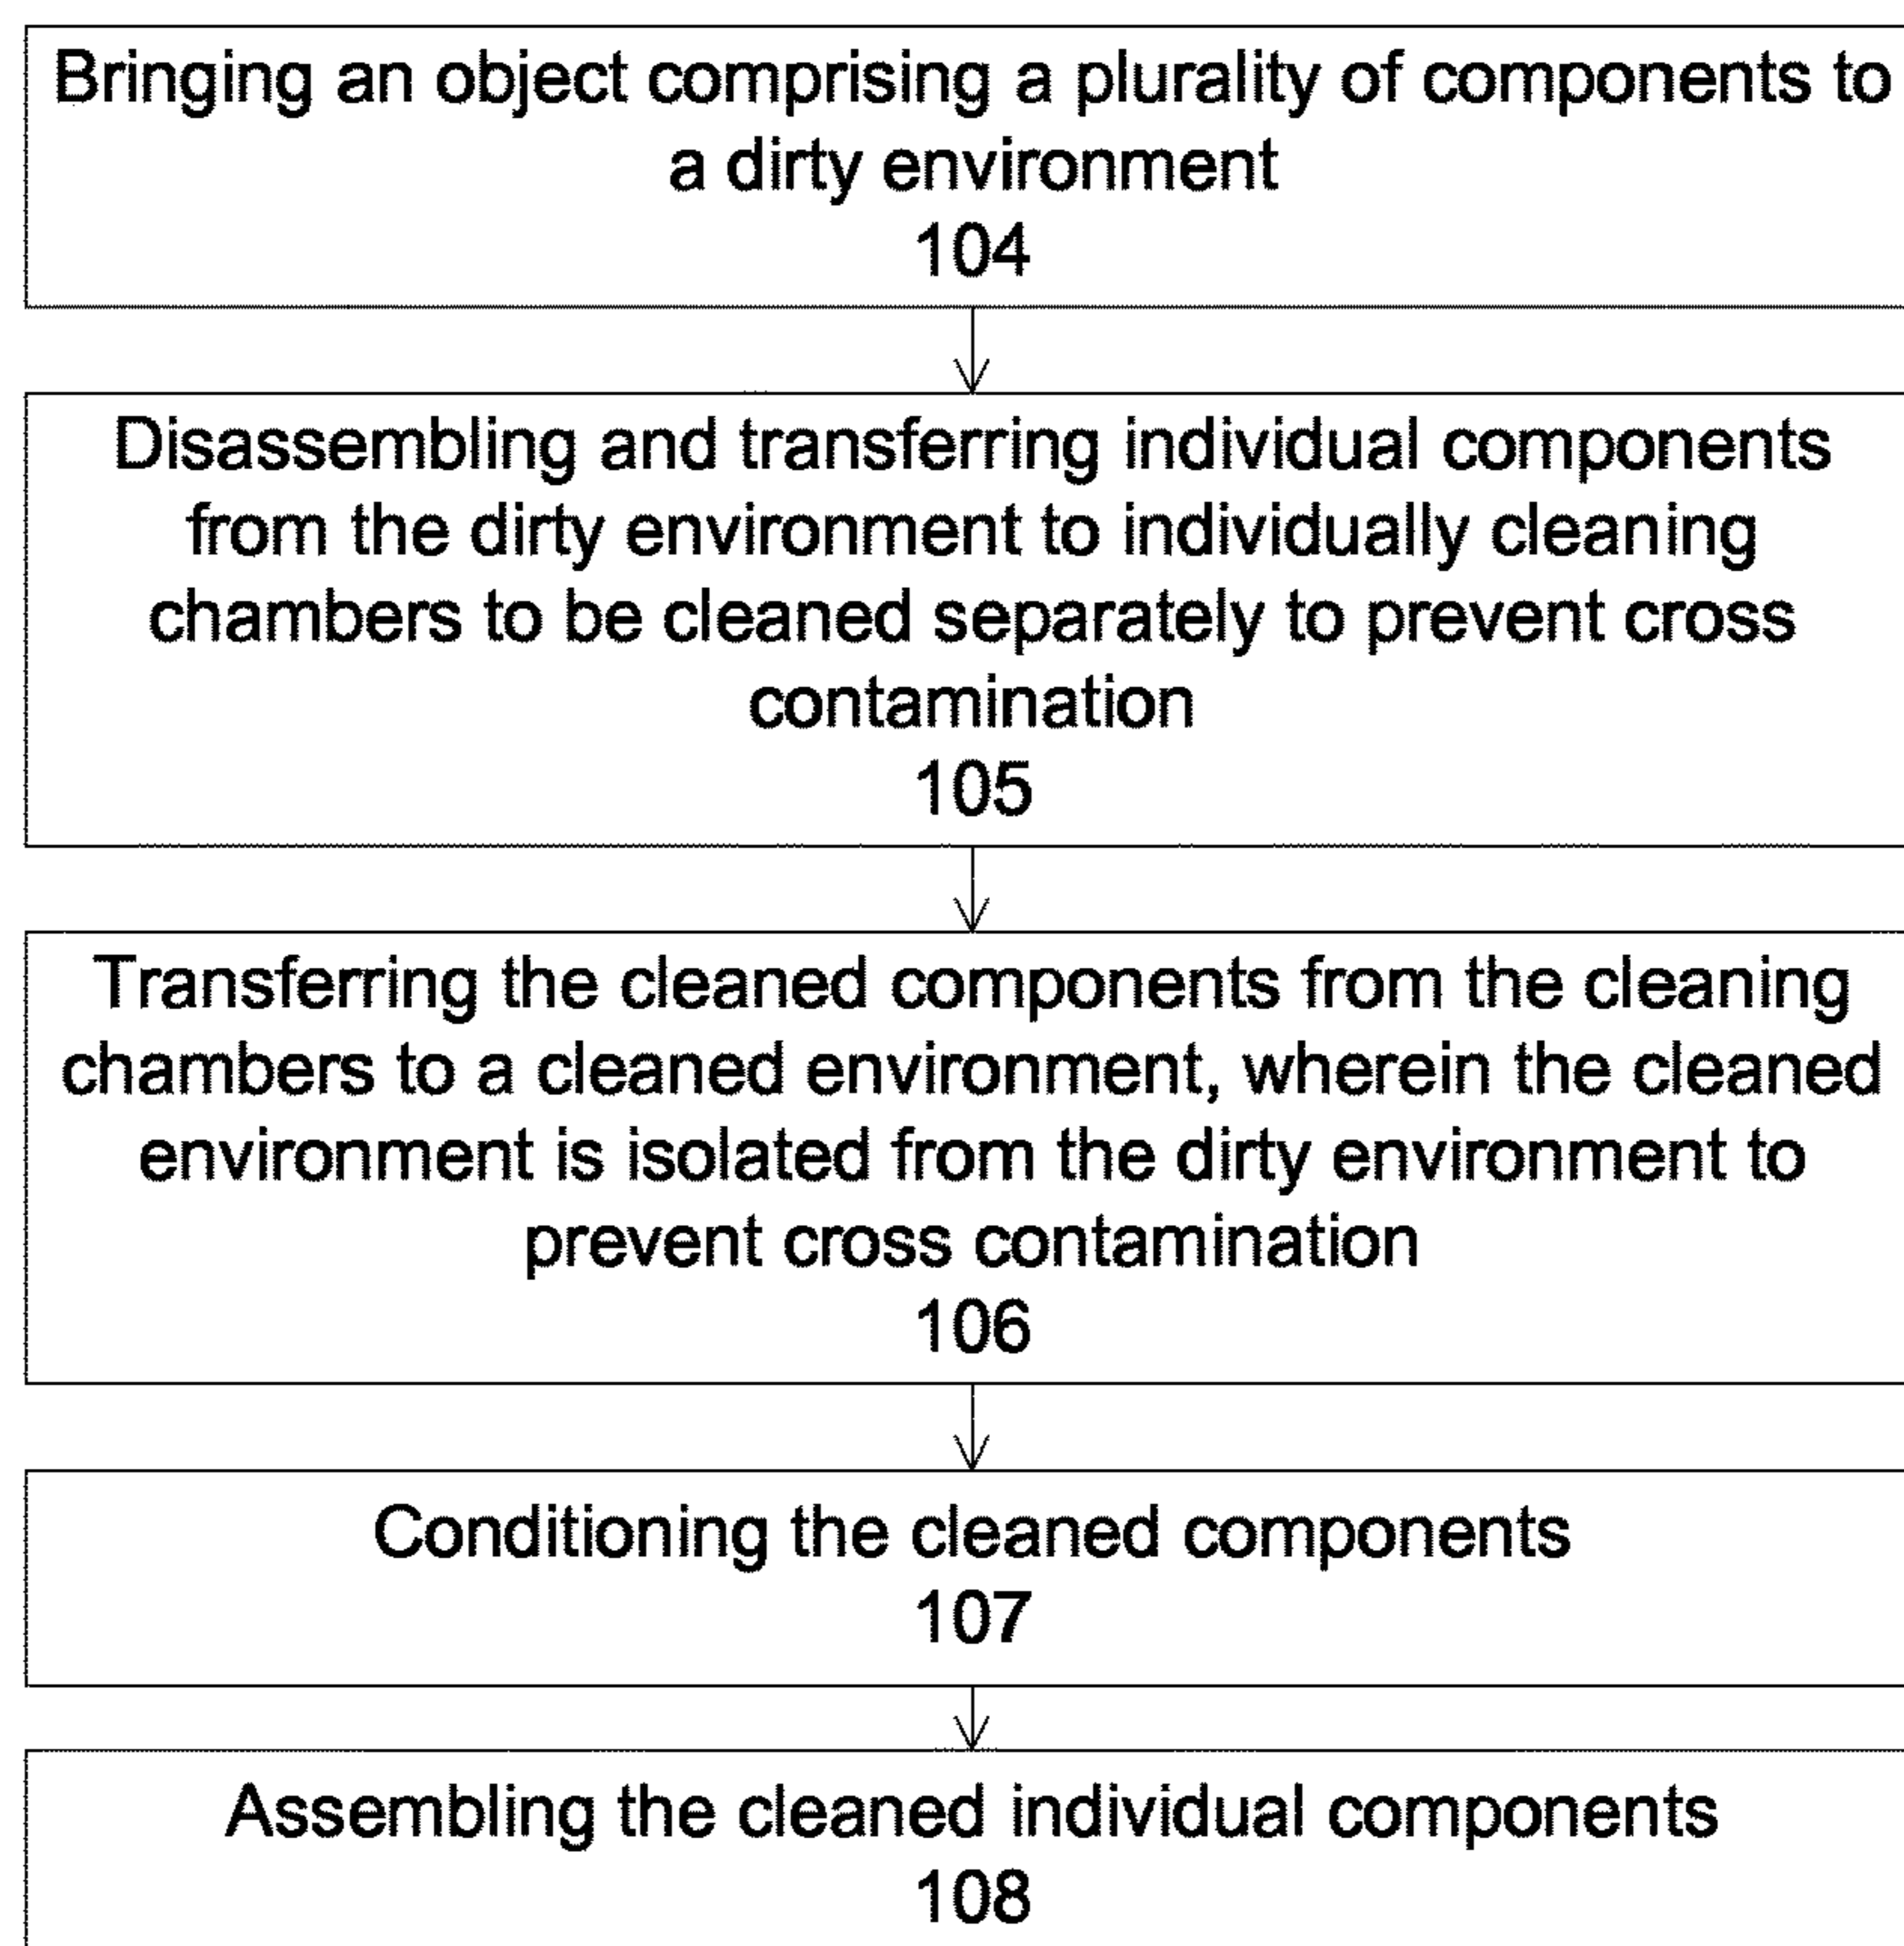 Bringing an object comprising a plurality of components to
a dirty environment
104
Disassembling and transferring individual components
from the dirty environment to individually cleaning
chambers to be cleaned separately to prevent cross
contamination
105
Transferring the cleaned components from the cleaning
chambers to a cleaned environment, wherein the cleaned
environment is isolated from the dirty environment to
prevent cross contamination
106
Conditioning the cleaned components
107
Assembling the cleaned individual components
108